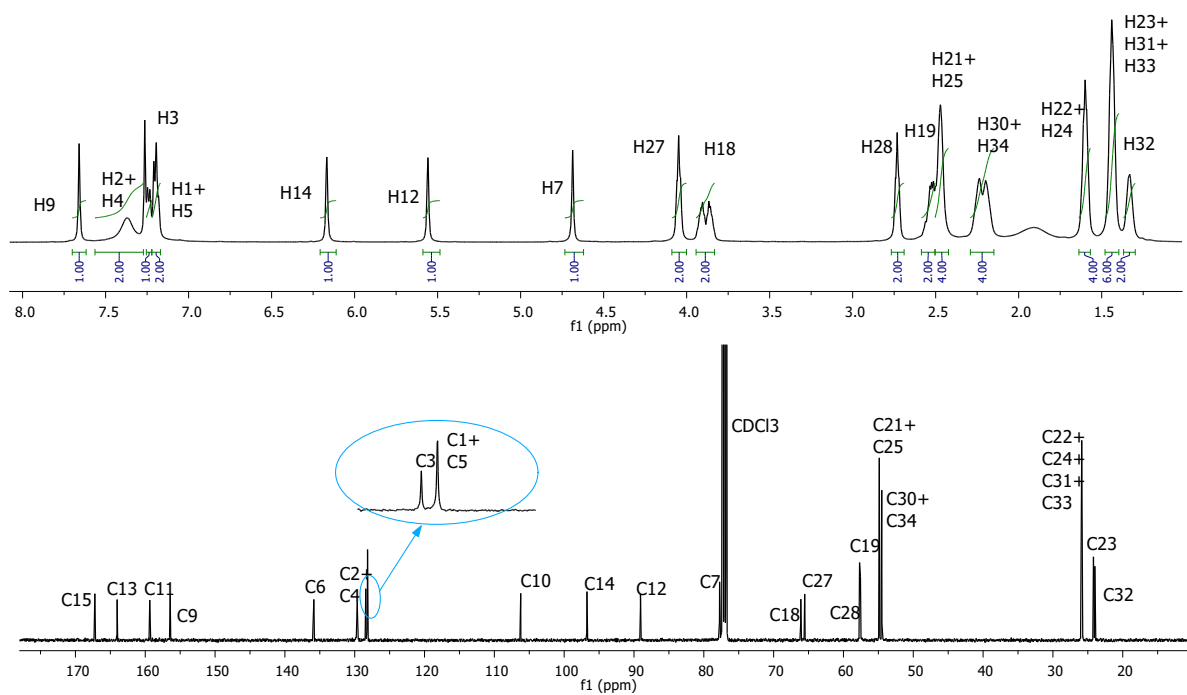 H23+
H31+
H33
H21+
H25
H22+
H24
H3
H30+
H34
H32
H27
H18
H28
H19
H2+
H4
H1+
H5
H9
H14
H12
H7
1.00
2.00
1.00
2.00
1.00
1.00
1.00
2.00
2.00
2.00
2.00
4.00
4.00
4.00
6.00
2.00
8.0 7.5 7.0 6.5 6.0 5.5 5.0 4.5 4.0 3.5 3.0 2.5 2.0 1.5
f1 (ppm)
CDCl3
C21+
C25
C22+
C24+
C31+
C33
C1+
C5
C3
C30+
C34
C19
C23
C15
C13
C11
C9
C6
C2+
C4
C10
C14
C12
C7
C18
C27
C28
C32
170 160 150 140 130 120 110 100 90 80 70 60 50 40 30 20
f1 (ppm)